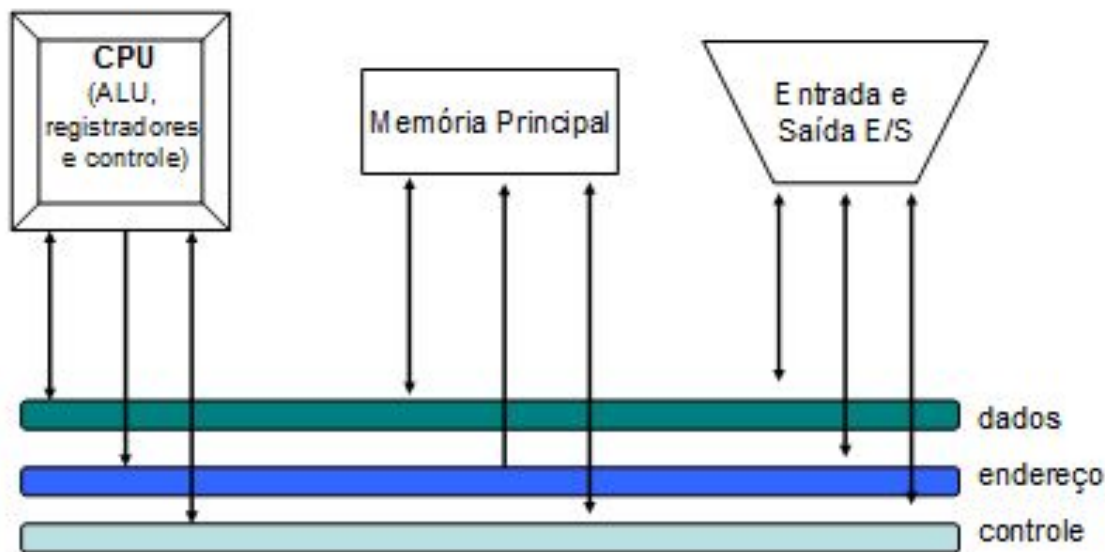 CPU
(ALU,
registradores
e controle)
Memória Principal
Entrada e
Saída E/S
dados
endereço
controle